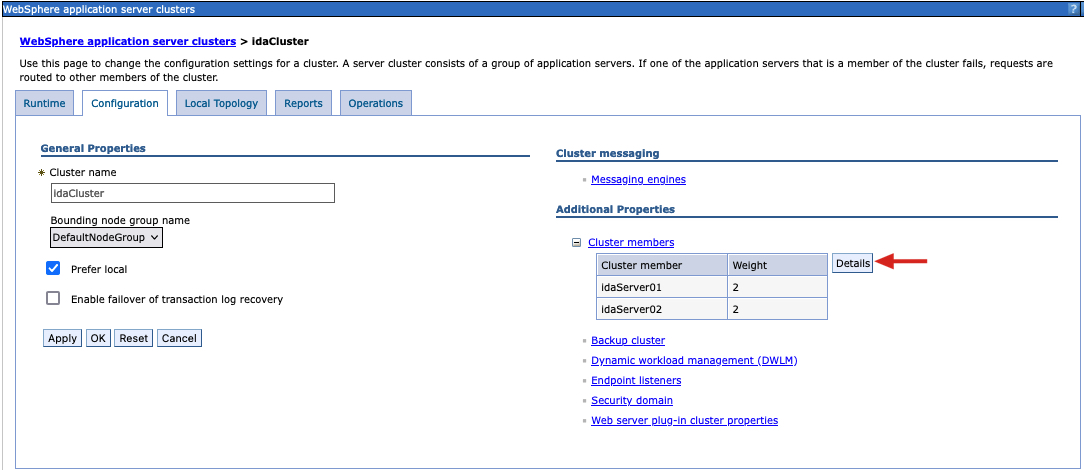 WebSphere application server clusters
?
WebSphere application server clusters > idaCluster
Use this page to change the configuration settings for a cluster. A server cluster consists of a group of application servers. If one of the application servers that is a member of the cluster fails, requests are
routed to other members of the cluster.
Runtime
Configuration
Local Topology
Reports
Operations
General Properties
* Cluster name
idaCluster
Bounding node group name
DefaultNodeGroup
Prefer local
Enable failover of transaction log recovery
Apply
OK
Reset
Cancel
Cluster messaging
Messaging engines
Additional Properties
Cluster members
Cluster member Weight
Details
idaServer01 2
idaServer02 2
Backup cluster
Dynamic workload management (DWLM)
Endpoint listeners
Security domain
Web server plug-in cluster properties